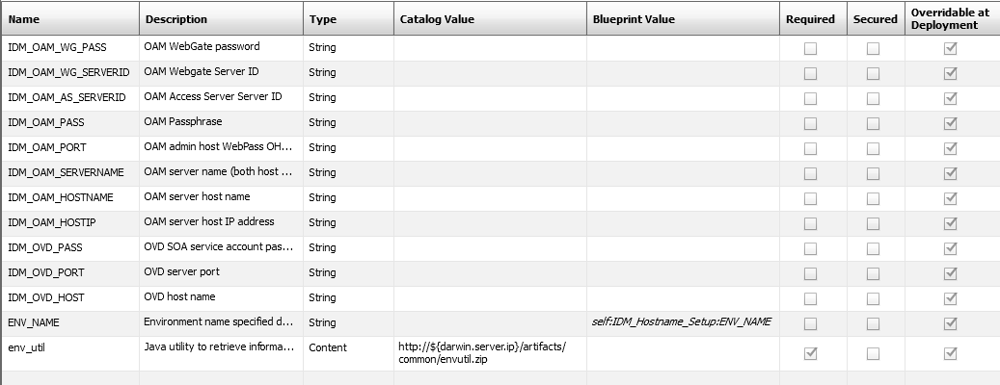 Name Description Type Catalog Value Blueprint Value Required Secured Overridable at
Deployment
IDM_OAM_WG_PASS OAM WebGate password String
IDM_OAM_WG_SERVERID OAM Webgate Server ID String
IDM_OAM_AS_SERVERID OAM Access Server Server ID String
IDM_OAM_PASS OAM Passphrase String
IDM_OAM_PORT OAM admin host WebPass OH... String
IDM_OAM_SERVERNAME OAM server name (both host ... String
IDM_OAM_HOSTNAME OAM server host name String
IDM_OAM_HOSTIP OAM server host IP address String
IDM_OVD_PASS OVD SOA service account pas... String
IDM_OVD_PORT OVD server port String
IDM_OVD_HOST OVD host name String
ENV_NAME Environment name specified d... String self:IDM_Hostname_Setup:ENV_NAME
env_util Java utility to retrieve informa... Content http://${darwin.server.ip}/artifacts/
common/envutil.zip